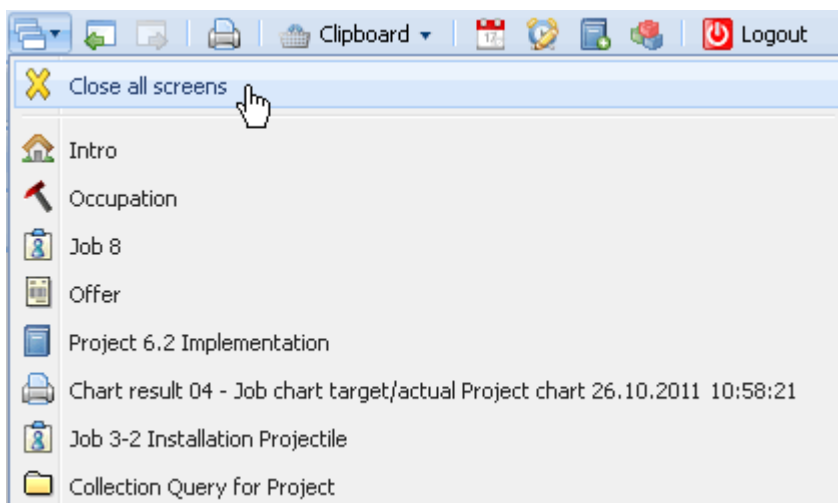 Clipboard Logout
Close all screens
Intro
Occupation
Job 8
Offer
Project 6.2 Implementation
Chart result 04 - Job chart target/actual Project chart 26.10.2011 10:58:21
Job 3-2 Installation Projectile
Collection Query for Project